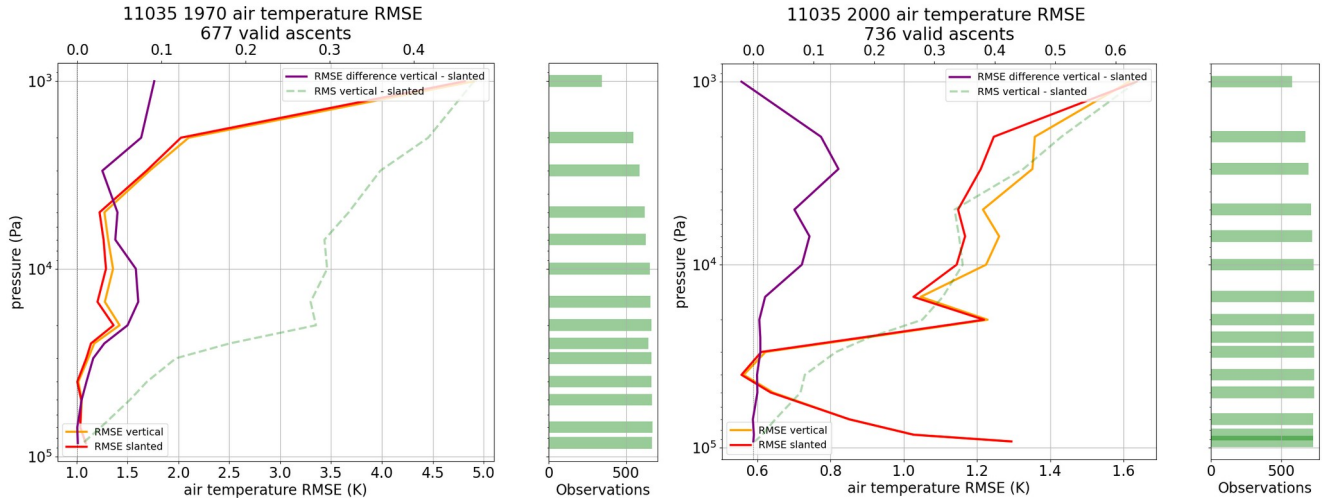 11035 1970 air temperature RMSE
677 valid ascents
0.0 0.1 0.2 0.3 0.4
RMSE difference vertical - slanted
RMS vertical - slanted
10³
10⁴
10⁵
pressure (Pa)
RMSE vertical
RMSE slanted
1.0 1.5 2.0 2.5 3.0 3.5 4.0 4.5 5.0
air temperature RMSE (K)
0 500
Observations
11035 2000 air temperature RMSE
736 valid ascents
0.0 0.1 0.2 0.3 0.4 0.5 0.6
RMSE difference vertical - slanted
RMS vertical - slanted
10³
10⁴
10⁵
pressure (Pa)
RMSE vertical
RMSE slanted
0.6 0.8 1.0 1.2 1.4 1.6
air temperature RMSE (K)
0 500
Observations